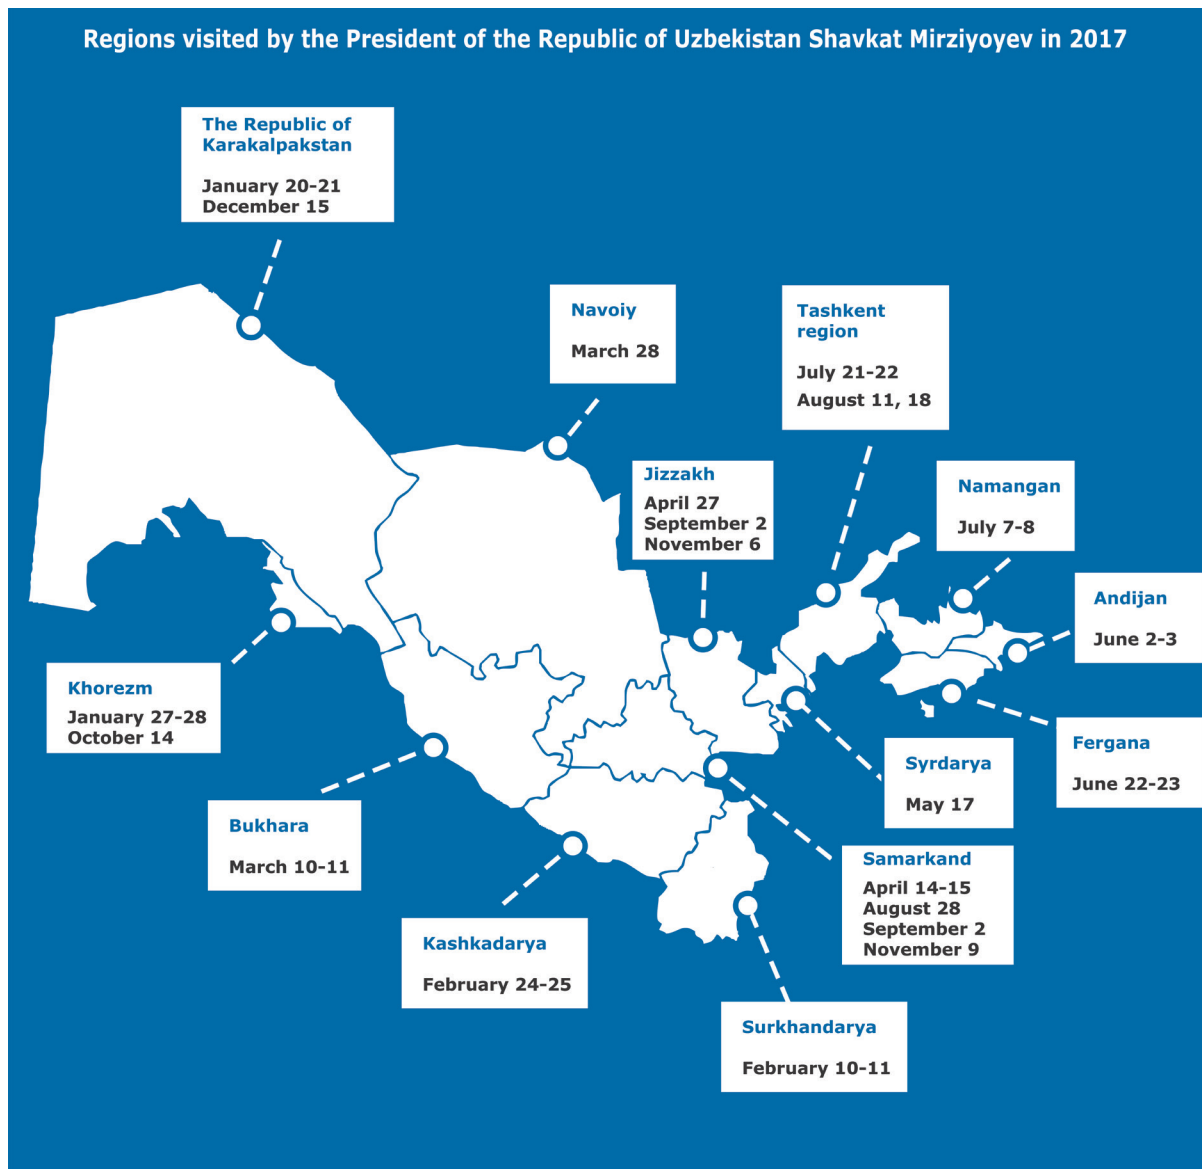 Regions visited by the President of the Republic of Uzbekistan Shavkat Mirziyoyev in 2017
The Republic of
Karakalpakstan
January 20-21
December 15
Navoiy
March 28
Tashkent
region
July 21-22
August 11, 18
Jizzakh
April 27
September 2
November 6
Namangan
July 7-8
Andijan
June 2-3
Khorezm
January 27-28
October 14
Fergana
June 22-23
Syrdarya
May 17
Bukhara
March 10-11
Samarkand
April 14-15
August 28
September 2
November 9
Kashkadarya
February 24-25
Surkhandarya
February 10-11